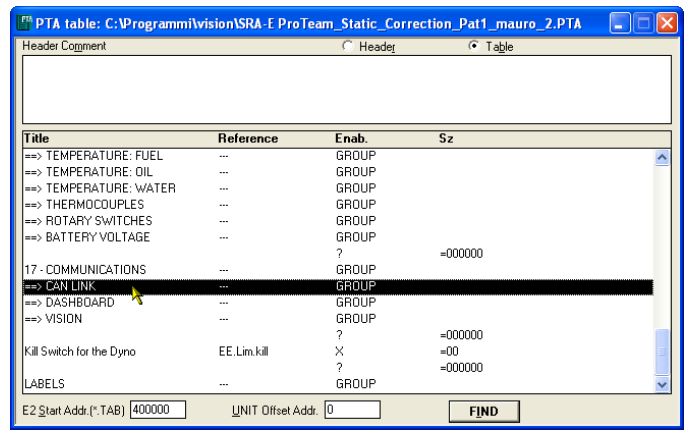 PTA table: C:\Programmi\vision\SRA-E ProTeam_Static_Correction_Pat1_mauro_2.PTA
Header Comment Header Table
Title Reference Enab. Sz
==> TEMPERATURE: FUEL --- GROUP
==> TEMPERATURE: OIL --- GROUP
==> TEMPERATURE: WATER --- GROUP
==> THERMOCOUPLES --- GROUP
==> ROTARY SWITCHES --- GROUP
==> BATTERY VOLTAGE --- GROUP
? =000000
17 - COMMUNICATIONS --- GROUP
==> CAN LINK --- GROUP
==> DASHBOARD --- GROUP
==> VISION --- GROUP
? =000000
Kill Switch for the Dyno EE.Lim.kill X =00
? =000000
LABELS --- GROUP
E2 Start Addr.(*.TAB) 400000 UNIT Offset Addr. 0 FIND